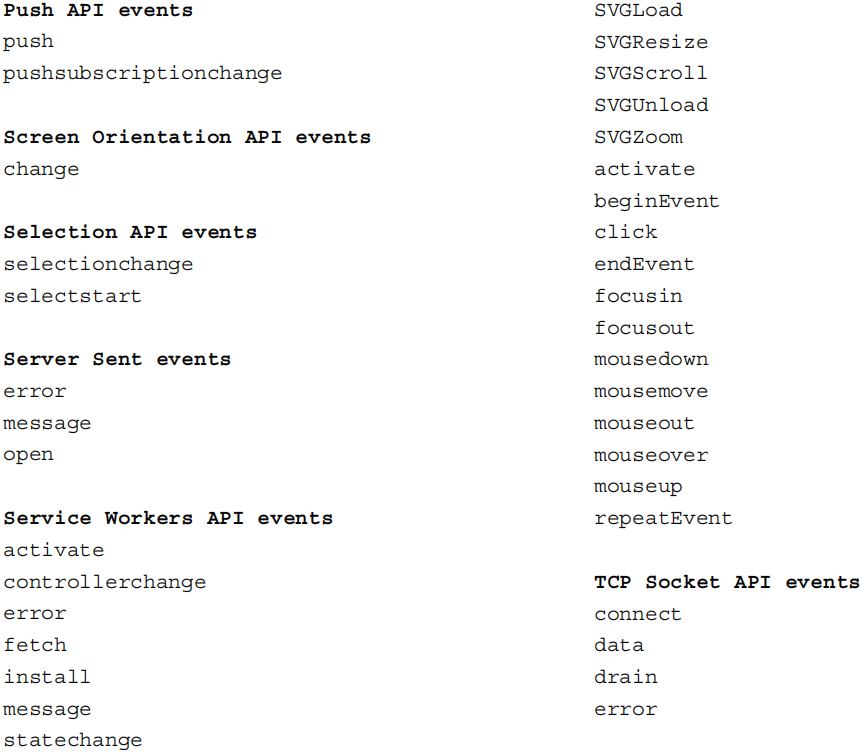 Push API events
push
pushsubscriptionchange
Screen Orientation API events
change
Selection API events
selectionchange
selectstart
Server Sent events
error
message
open
Service Workers API events
activate
controllerchange
error
fetch
install
message
statechange
SVGLoad
SVGResize
SVGScroll
SVGUnload
SVGZoom
activate
beginEvent
click
endEvent
focusin
focusout
mousedown
mousemove
mouseout
mouseover
mouseup
repeatEvent
TCP Socket API events
connect
data
drain
error